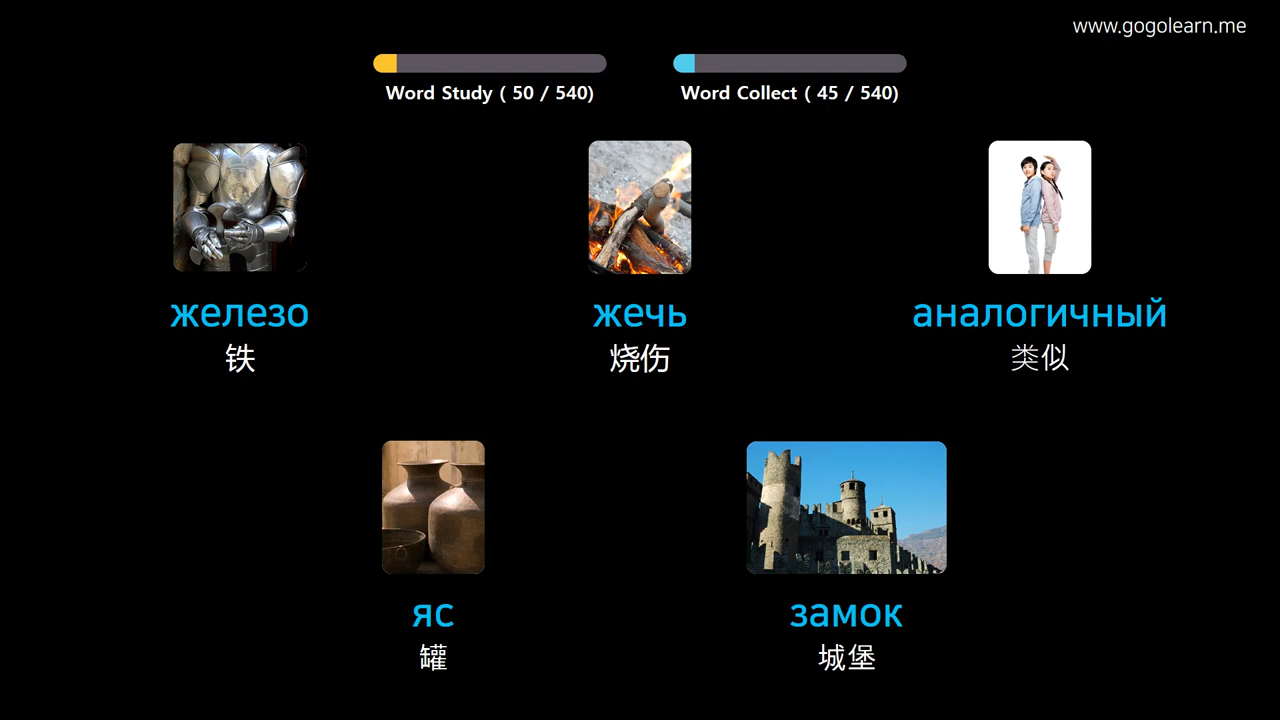 www.gogolearn.me
Word Study ( 50 / 540)
Word Collect ( 45 / 540)
железо
铁
жечь
烧伤
аналогичный
类似
яс
罐
замок
城堡